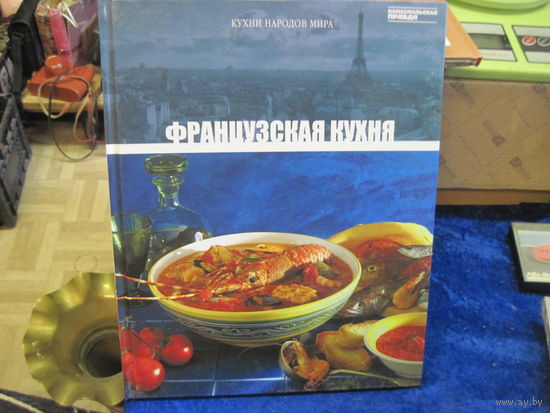 КУХНИ НАРОДОВ МИРА
КОМСОМОЛЬСКАЯ
ПРАВДА
ФРАНЦУЗСКАЯ КУХНЯ
© www.ay.by